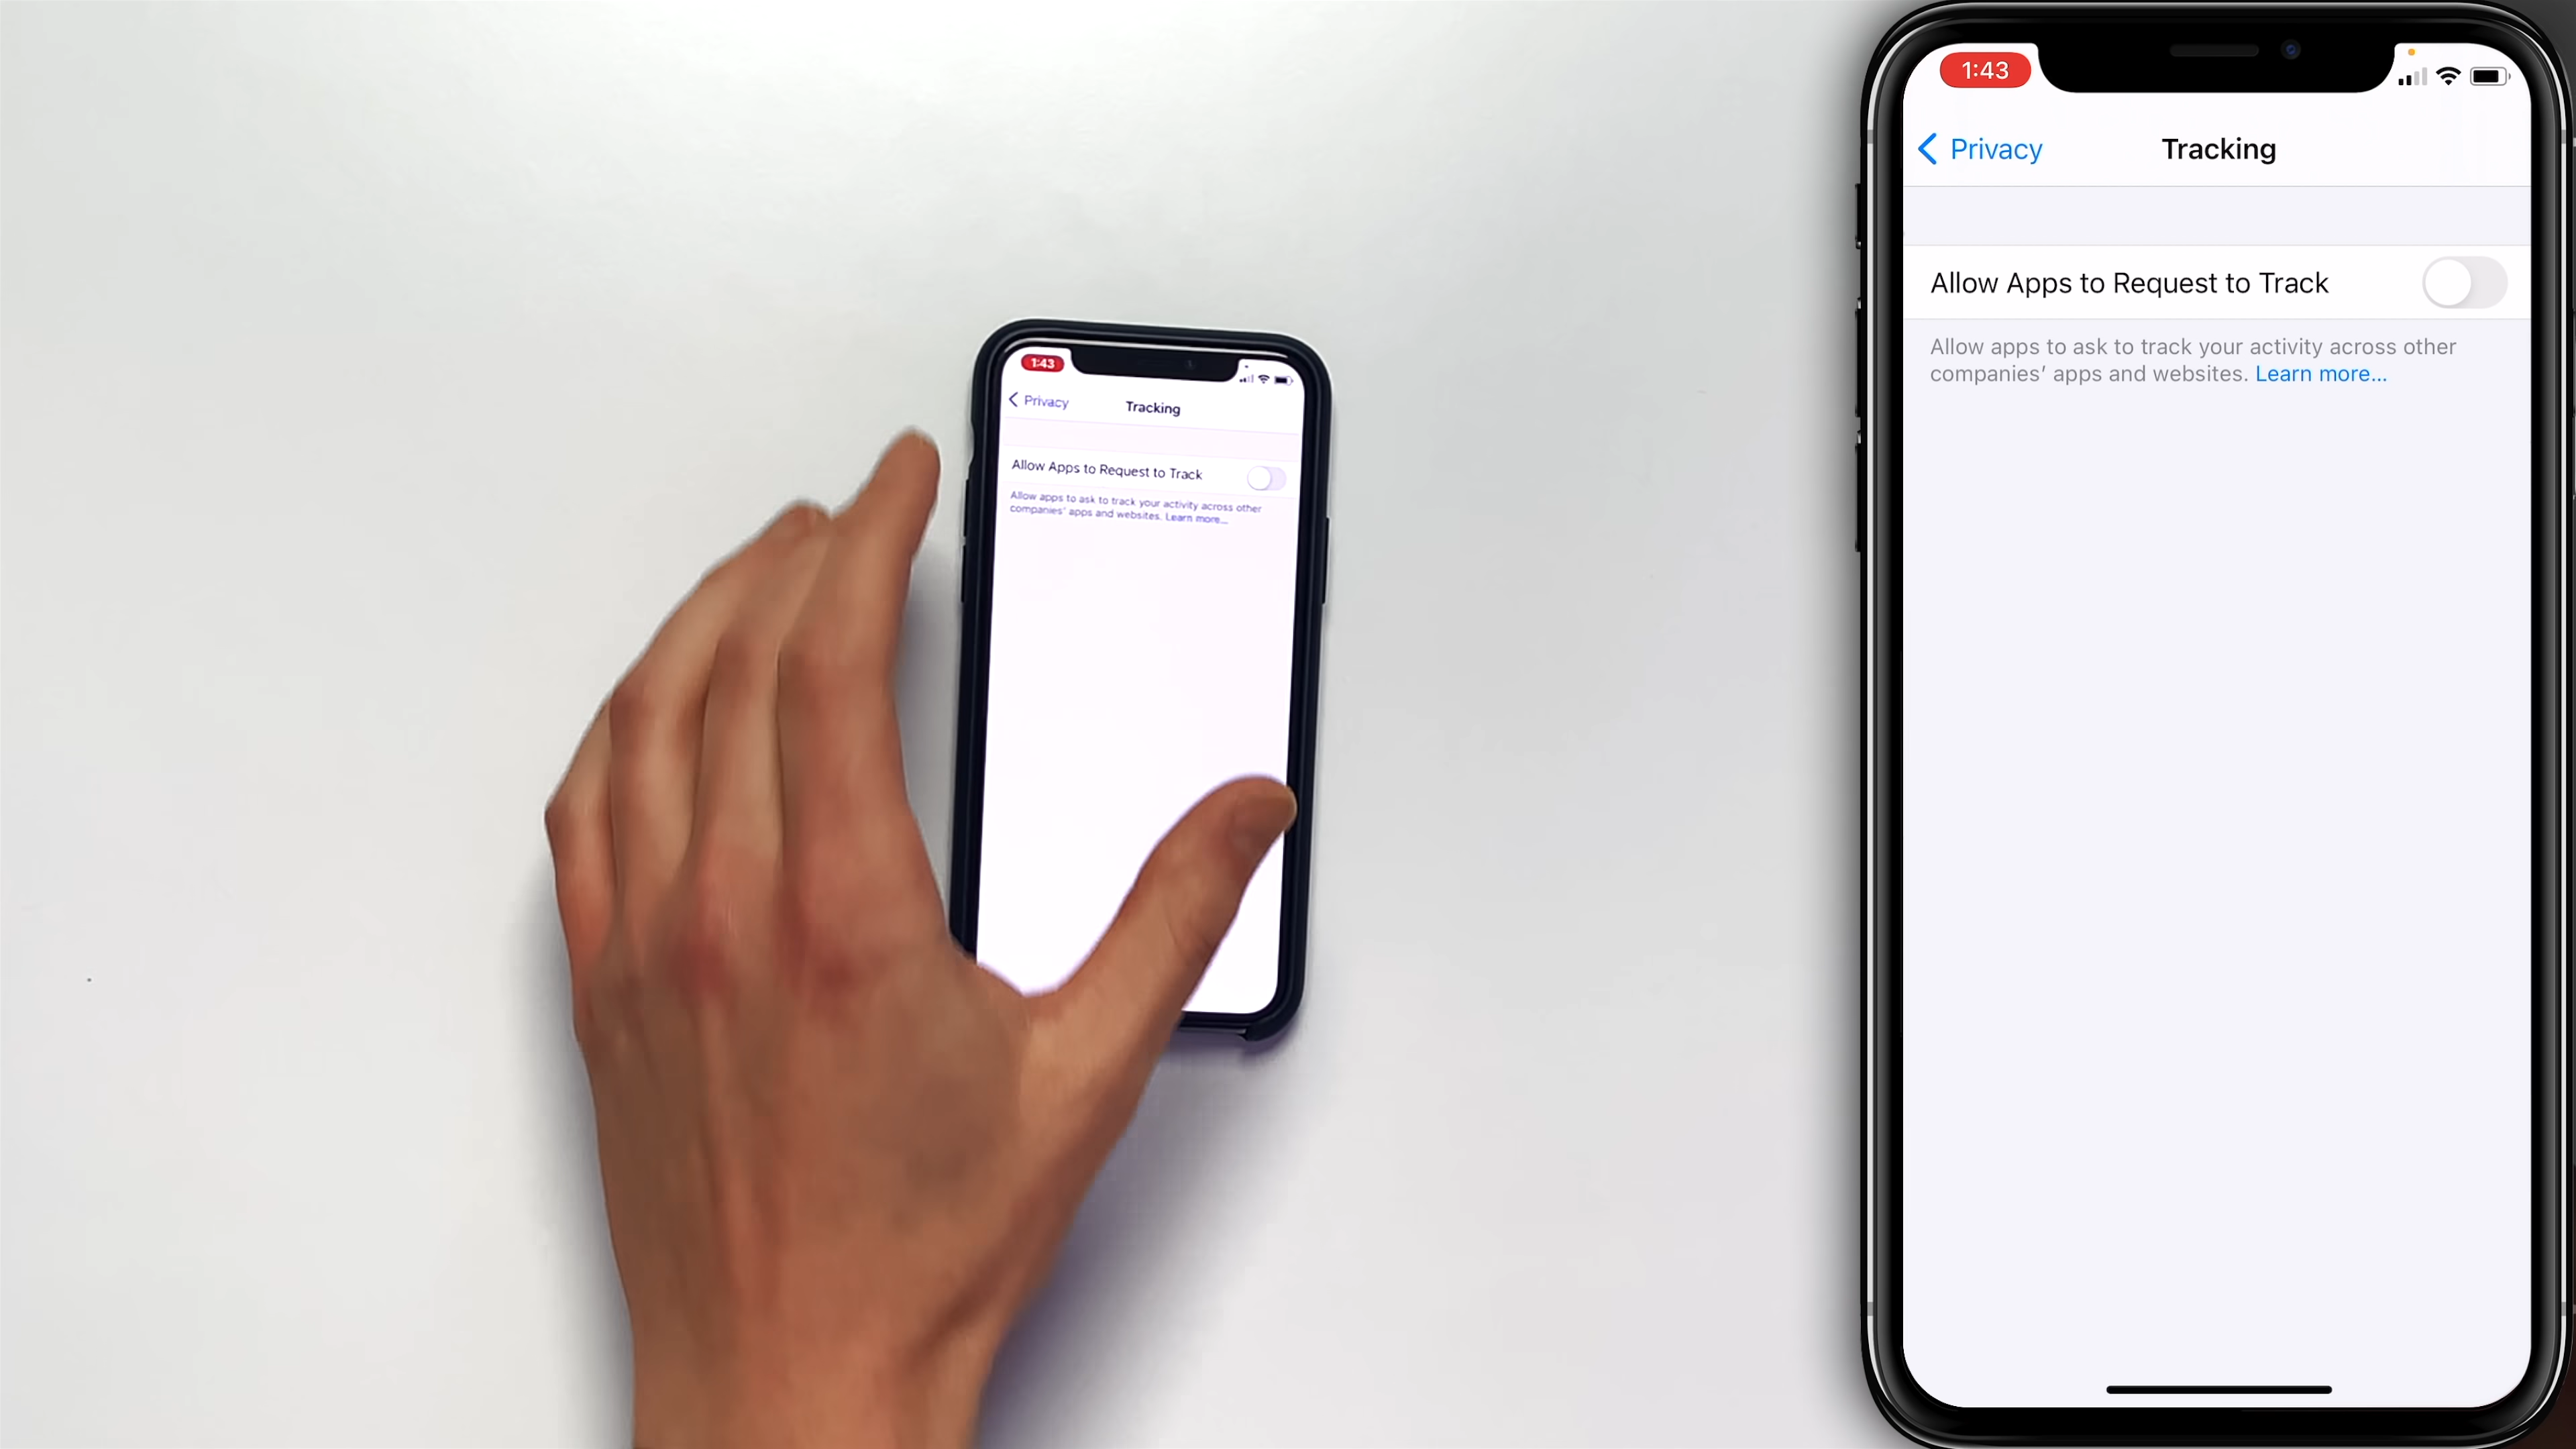 1:43
Privacy
Tracking
Allow Apps to Request to Track
Allow apps to ask to track your activity across other
companies' apps and websites. Learn more...
1:43
Privacy
Tracking
Allow Apps to Request to Track
Allow apps to ask to track your activity across other
companies’ apps and websites. Learn more...